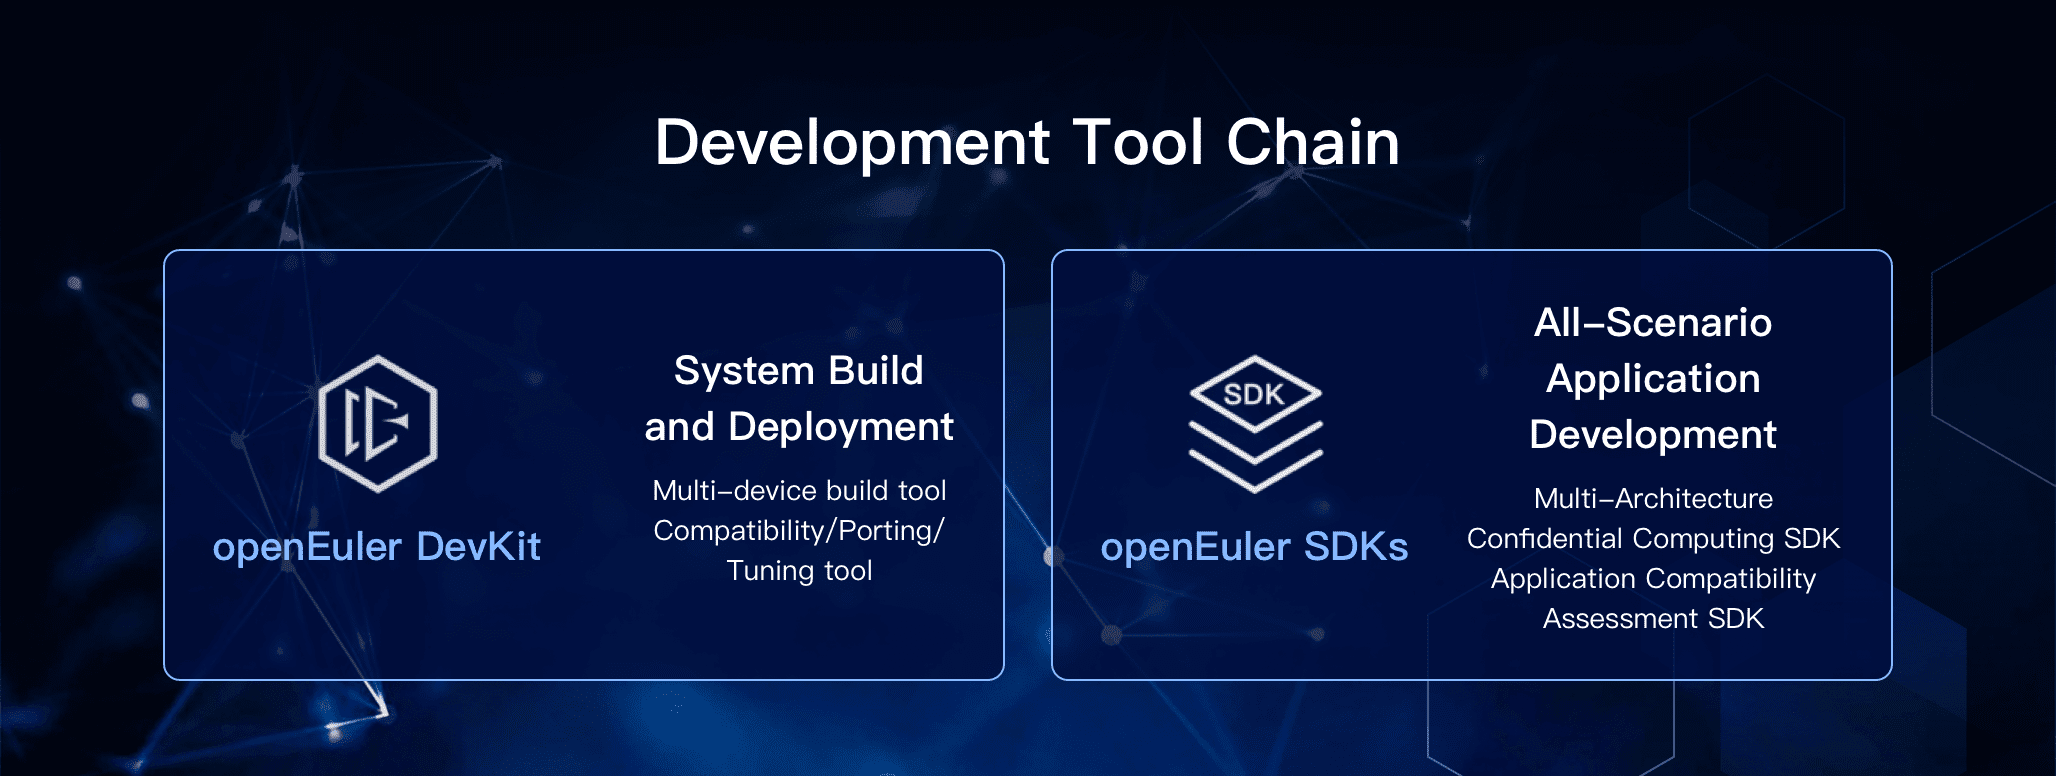 Development Tool Chain
openEuler DevKit
System Build
and Deployment
Multi–device build tool
Compatibility/Porting/
Tuning tool
SDK
openEuler SDKs
All–Scenario
Application
Development
Multi–Architecture
Confidential Computing SDK
Application Compatibility
Assessment SDK